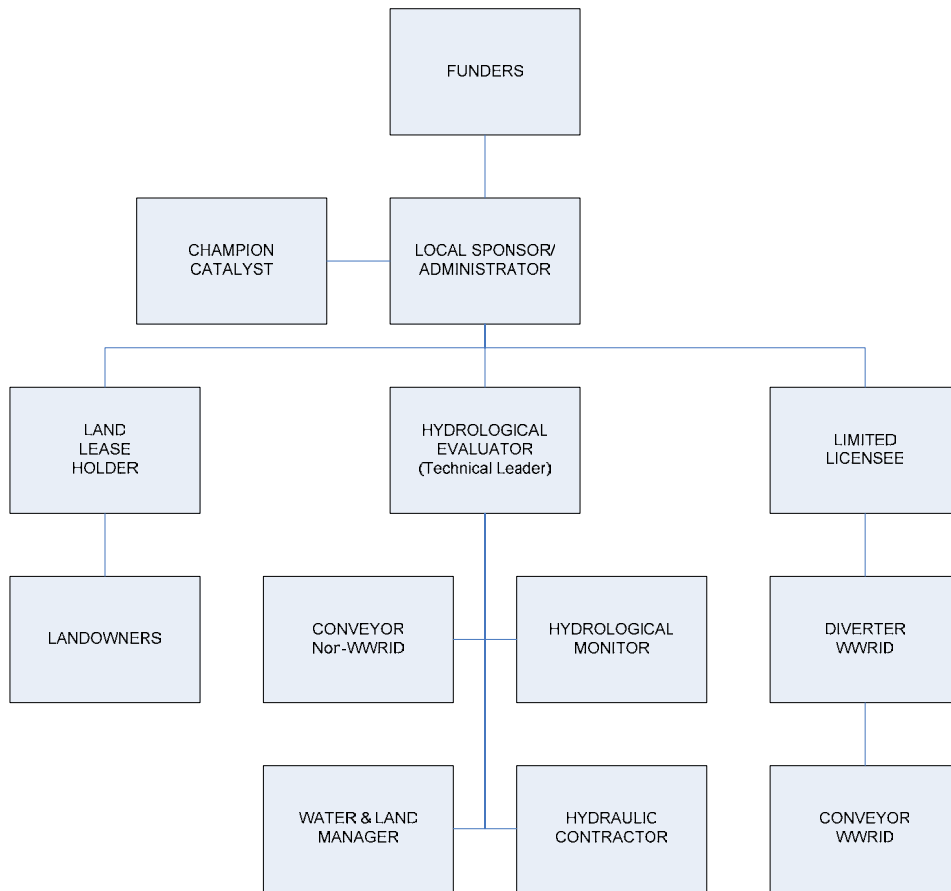 FUNDERS
CHAMPION
CATALYST
LOCAL SPONSOR/
ADMINISTRATOR
LAND
LEASE
HOLDER
HYDROLOGICAL
EVALUATOR
(Technical Leader)
LIMITED
LICENSEE
LANDOWNERS
CONVEYOR
Nor-WWRID
HYDROLOGICAL
MONITOR
DIVERTER
WWRID
WATER & LAND
MANAGER
HYDRAULIC
CONTRACTOR
CONVEYOR
WWRID